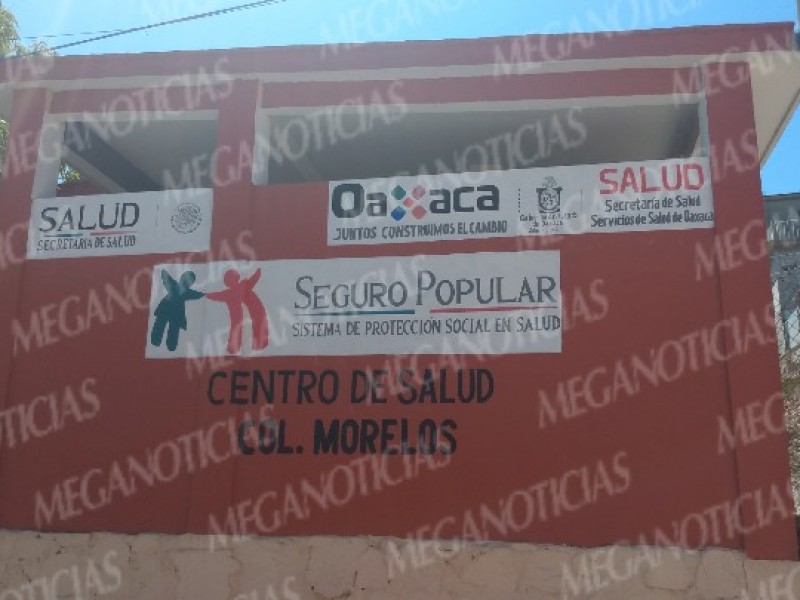 SALUD
SECRETARÍA DE SALUD
Oaxaca
JUNTOS CONSTRUIMOS EL CAMBIO
SALUD
Secretaría de Salud
Servicios de Salud de Oaxaca
SEGURO POPULAR
SISTEMA DE PROTECCIÓN SOCIAL EN SALUD
CENTRO DE SALUD
COL. MORELOS
MEGANOTICIAS